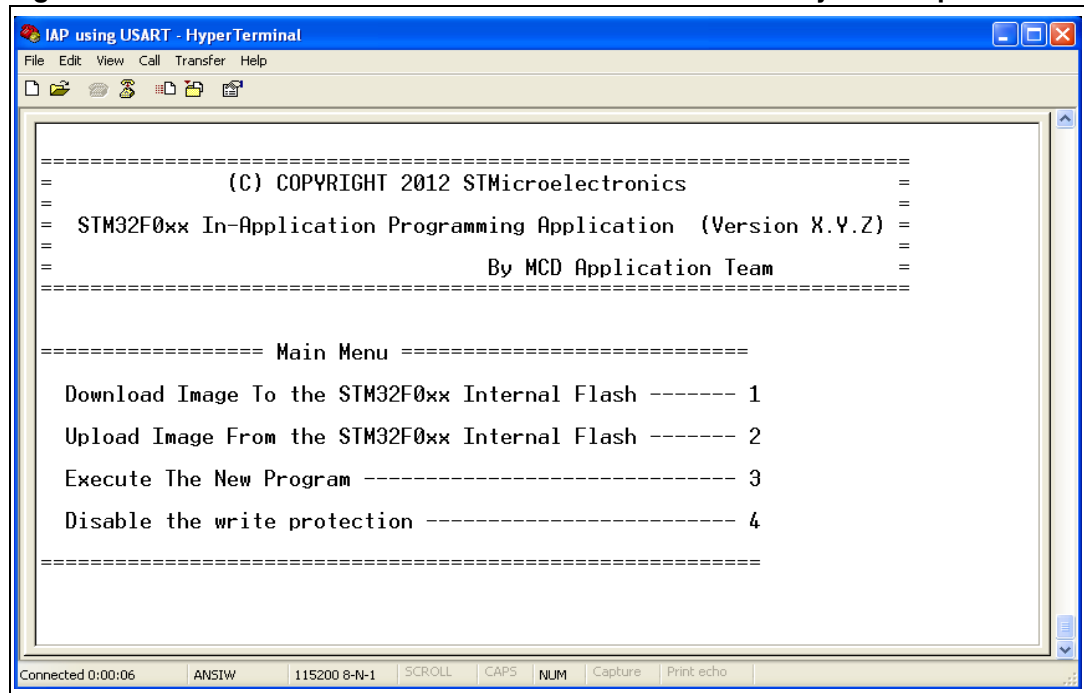 IAP using USART - HyperTerminal
File Edit View Call Transfer Help
=======================================================================
= (C) COPYRIGHT 2012 STMicroelectronics =
= =
= STM32F0xx In-Application Programming Application (Version X.Y.Z) =
= =
= By MCD Application Team =
=======================================================================
================== Main Menu ============================
Download Image To the STM32F0xx Internal Flash ------- 1
Upload Image From the STM32F0xx Internal Flash ------- 2
Execute The New Program ------------------------------ 3
Disable the write protection ------------------------- 4
===========================================================
Connected 0:00:06 ANSIW 115200 8-N-1 SCROLL CAPS NUM Capture Print echo